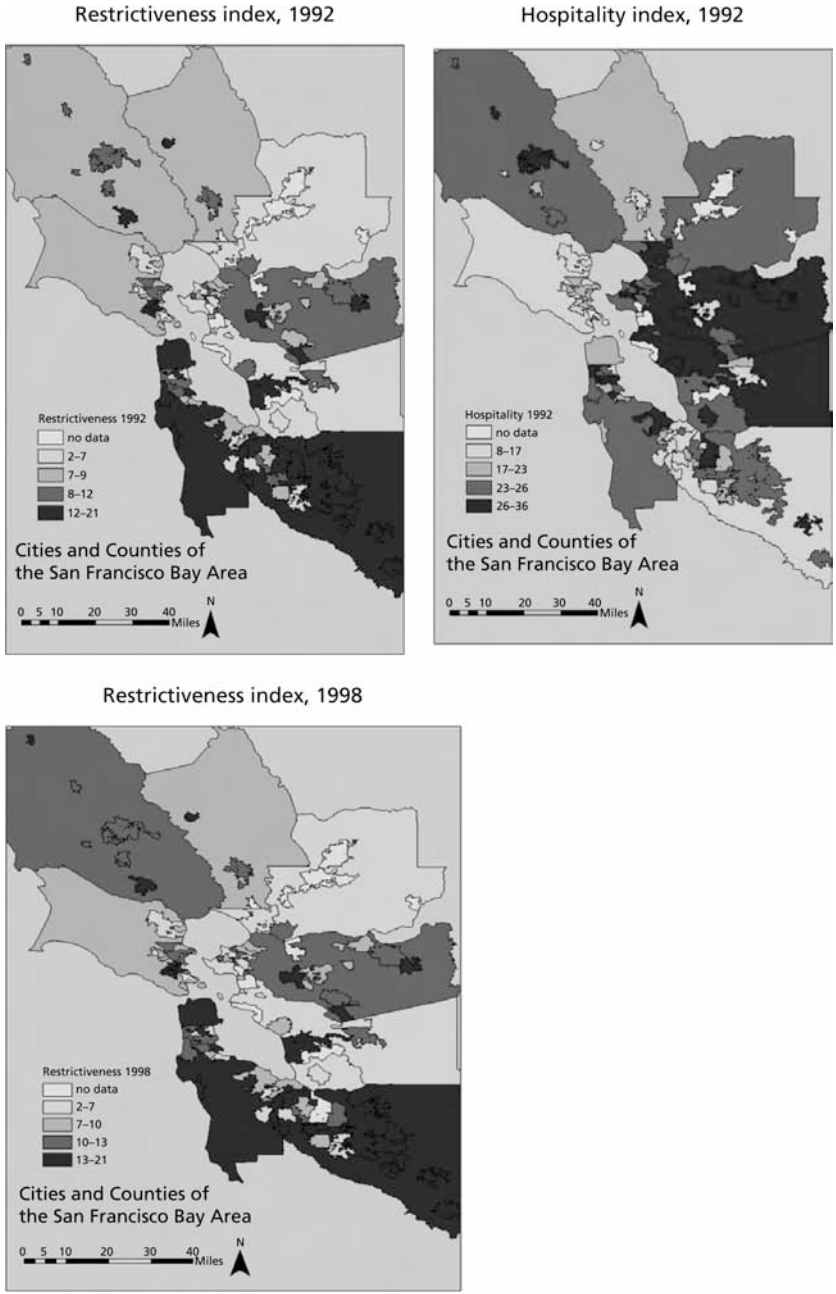 Restrictiveness index, 1992
Restrictiveness 1992
no data
2–7
7–9
8–12
12–21
Cities and Counties of
the San Francisco Bay Area
N
0 5 10 20 30 40
Miles
Hospitality index, 1992
Hospitality 1992
no data
8–17
17–23
23–26
26–36
Cities and Counties of
the San Francisco Bay Area
N
0 5 10 20 30 40
Miles
Restrictiveness index, 1998
Restrictiveness 1998
no data
2–7
7–10
10–13
13–21
Cities and Counties of
the San Francisco Bay Area
N
0 5 10 20 30 40
Miles